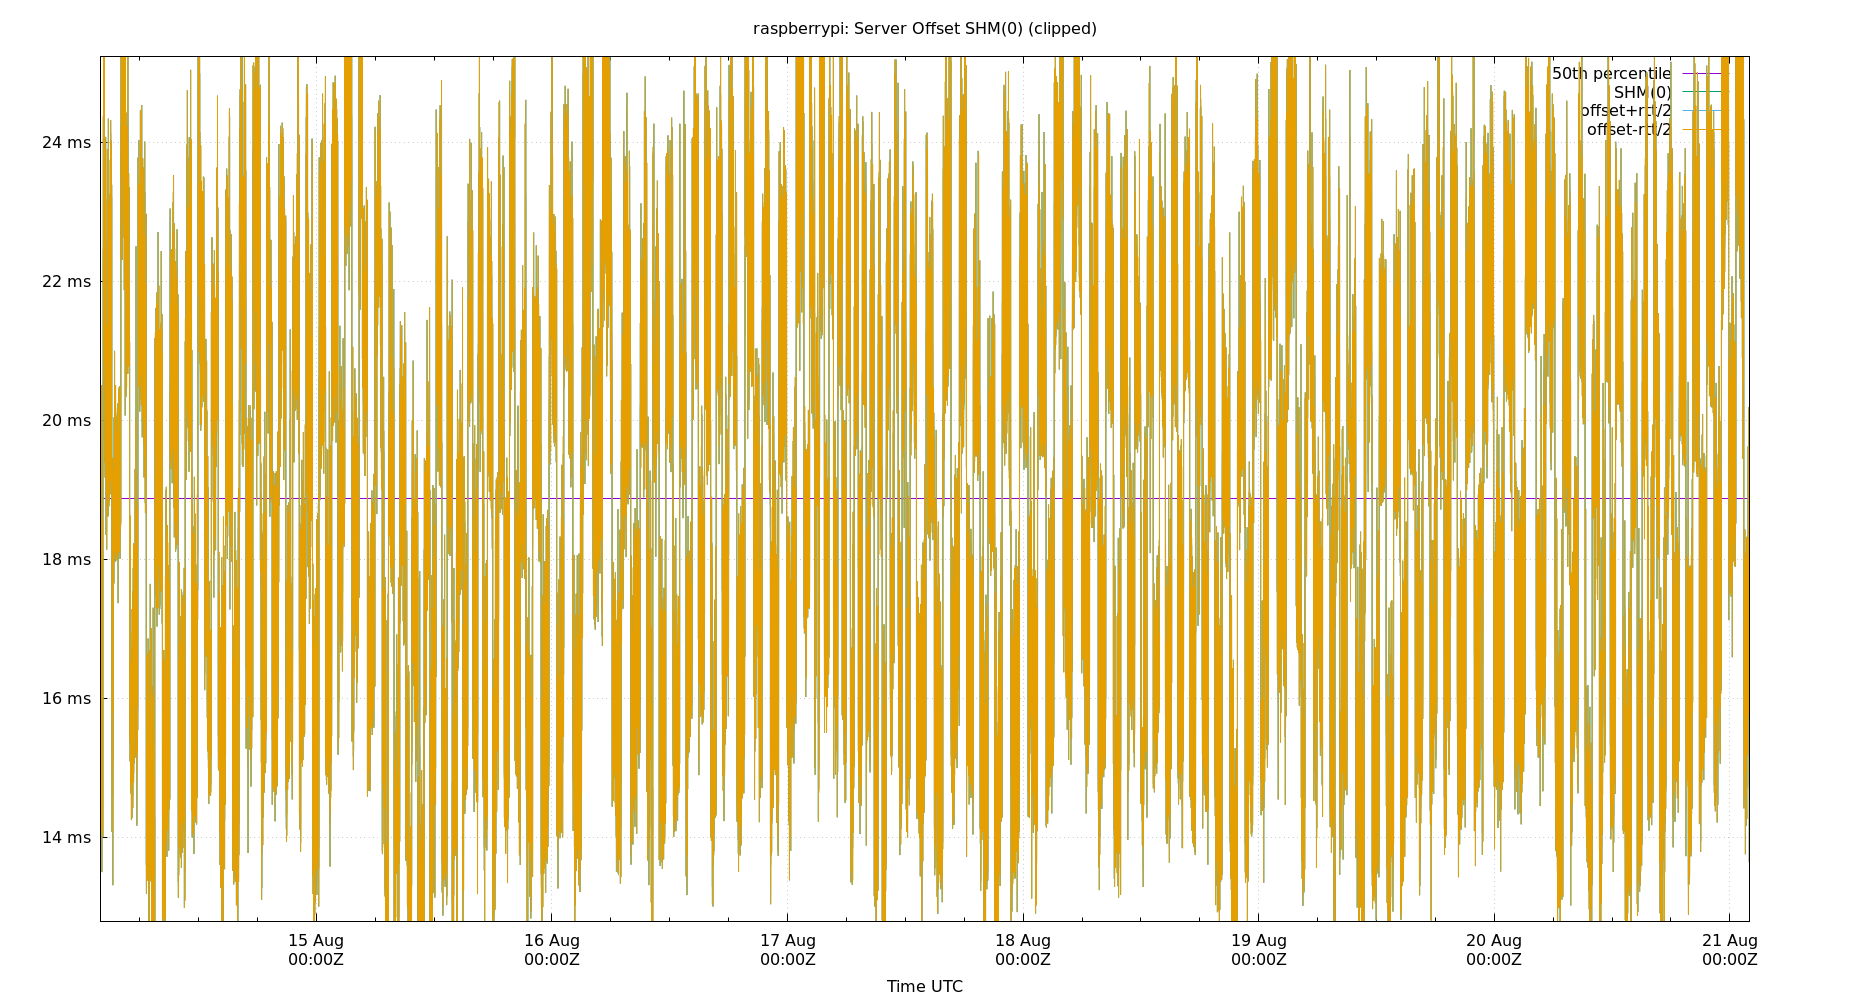 raspberrypi: Server Offset SHM(0) (clipped)
50th percentile
SHM(0)
offset+rtt/2
offset-rtt/2
24 ms
22 ms
20 ms
18 ms
16 ms
14 ms
15 Aug
00:00Z
16 Aug
00:00Z
17 Aug
00:00Z
18 Aug
00:00Z
19 Aug
00:00Z
20 Aug
00:00Z
21 Aug
00:00Z
Time UTC